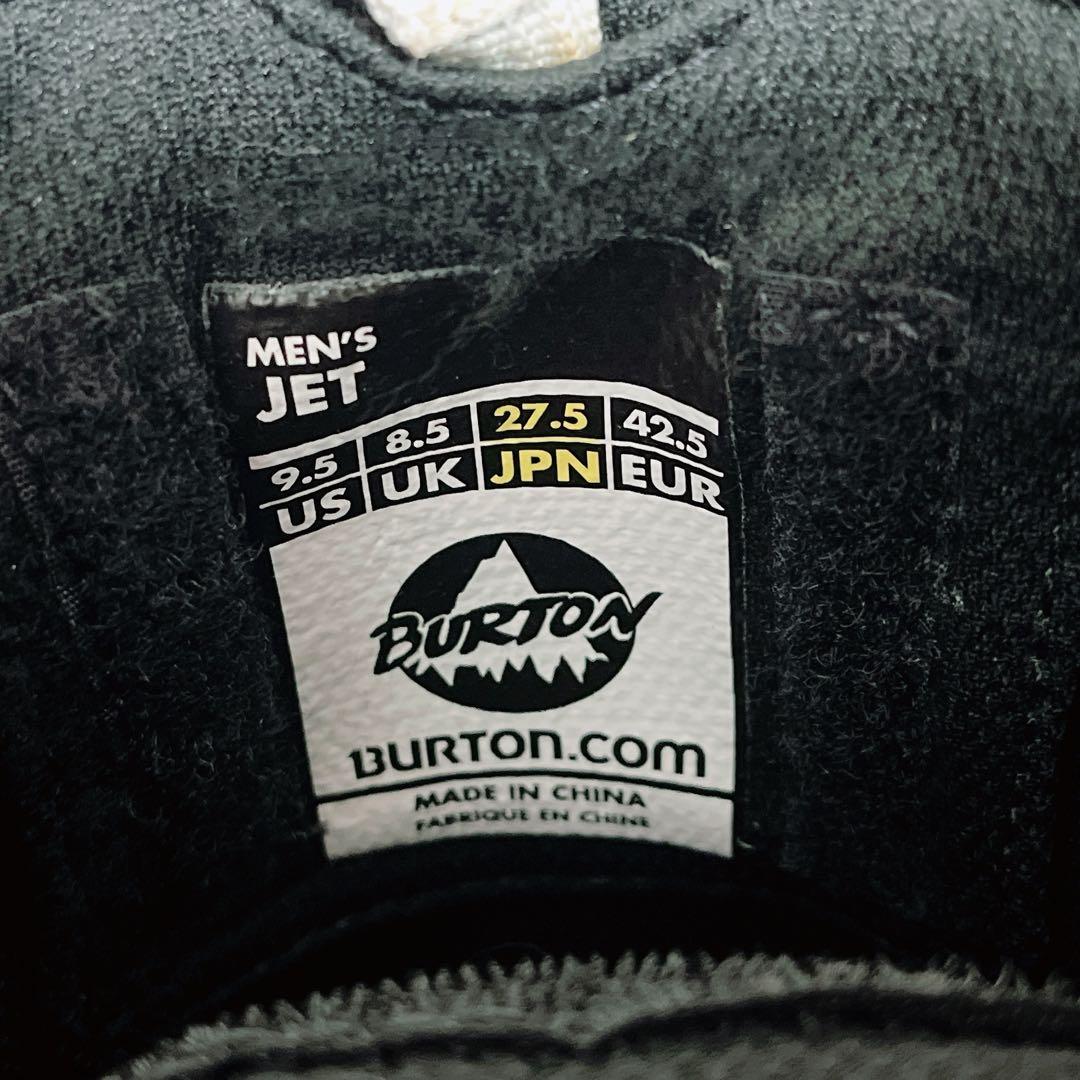 MEN'S
JET
9.5 8.5 27.5 42.5
US UK JPN EUR
BURTON
BURTON.COM
MADE IN CHINA
FABRIQUE EN CHINE